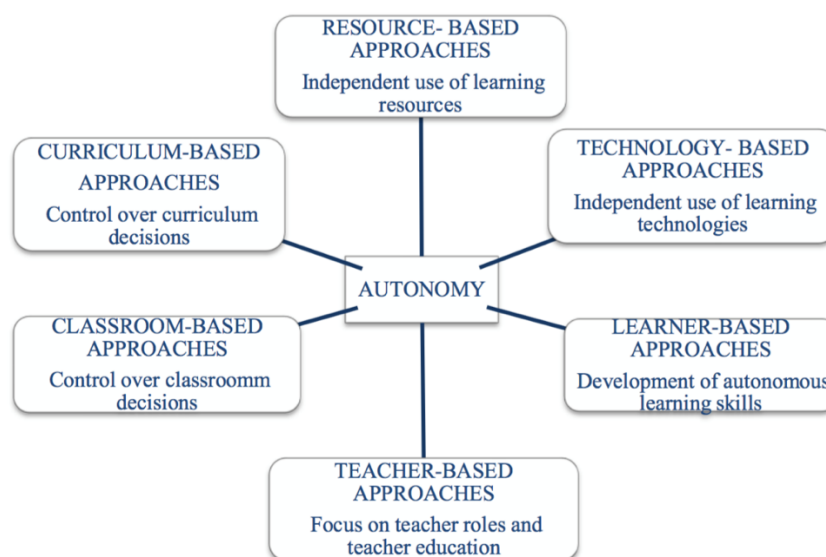 RESOURCE- BASED
APPROACHES
Independent use of learning
resources
CURRICULUM-BASED
APPROACHES
Control over curriculum
decisions
TECHNOLOGY- BASED
APPROACHES
Independent use of learning
technologies
AUTONOMY
CLASSROOM-BASED
APPROACHES
Control over classroomm
decisions
LEARNER-BASED
APPROACHES
Development of autonomous
learning skills
TEACHER-BASED
APPROACHES
Focus on teacher roles and
teacher education